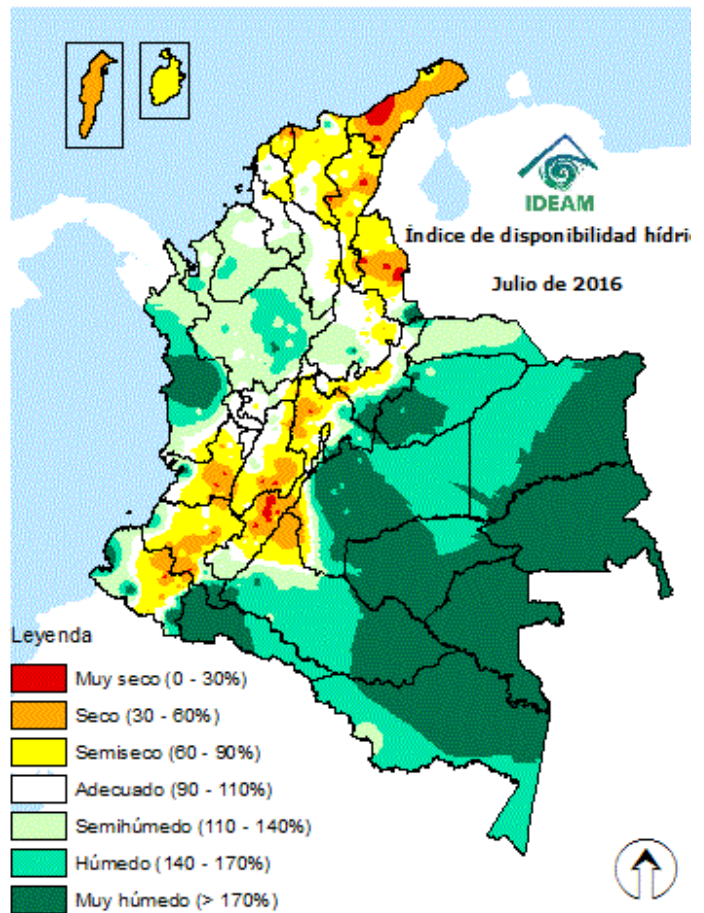 IDEAM
Índice de disponibilidad hídri
Julio de 2016
Leyenda
Muy seco (0 - 30%)
Seco (30 - 60%)
Semiseco (60 - 90%)
Adecuado (90 - 110%)
Semihúmedo (110 - 140%)
Húmedo (140 - 170%)
Muy húmedo (> 170%)